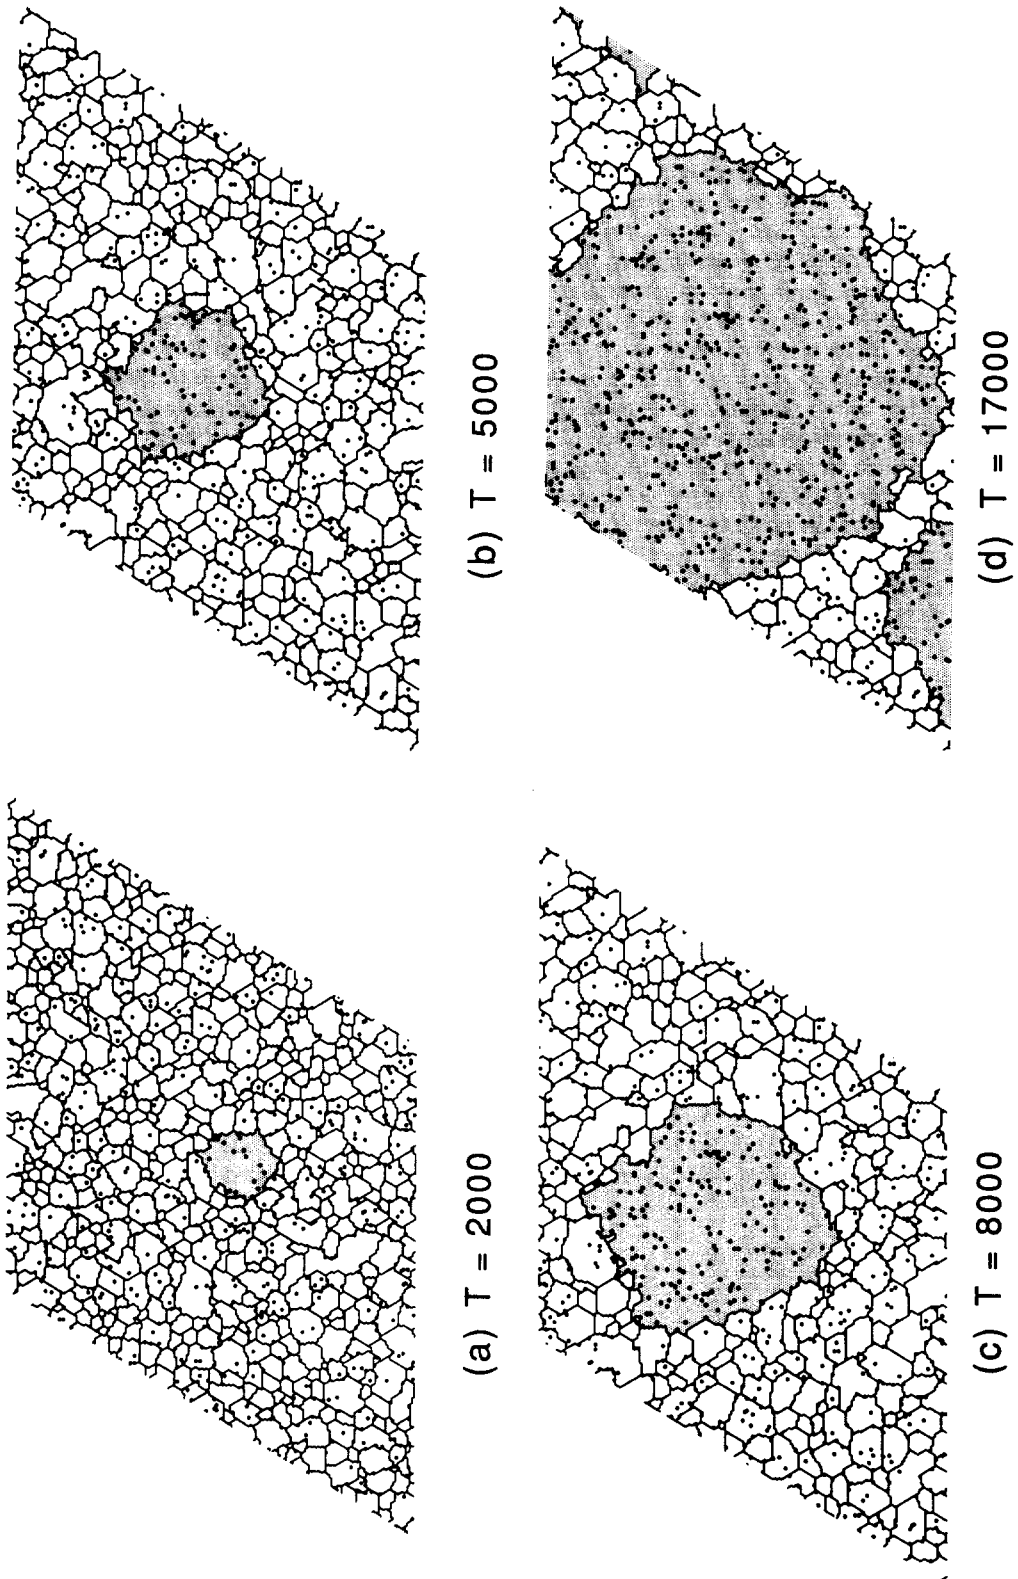 (a) T = 2000
(b) T = 5000
(c) T = 8000
(d) T = 17000